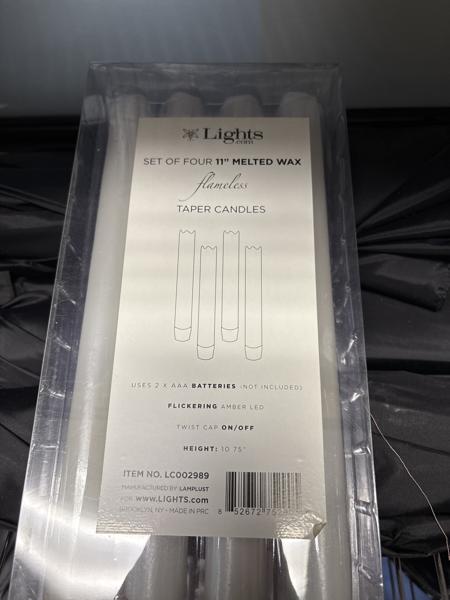 Lights
.com
SET OF FOUR 11" MELTED WAX
flameless
TAPER CANDLES
USES 2 X AAA BATTERIES (NOT INCLUDED)
FLICKERING AMBER LED
TWIST CAP ON/OFF
HEIGHT: 10.75"
ITEM NO. LC002989
MANUFACTURED BY LAMPLUST
FOR WWW.LIGHTS.com
BROOKLYN, NY • MADE IN PRC
8